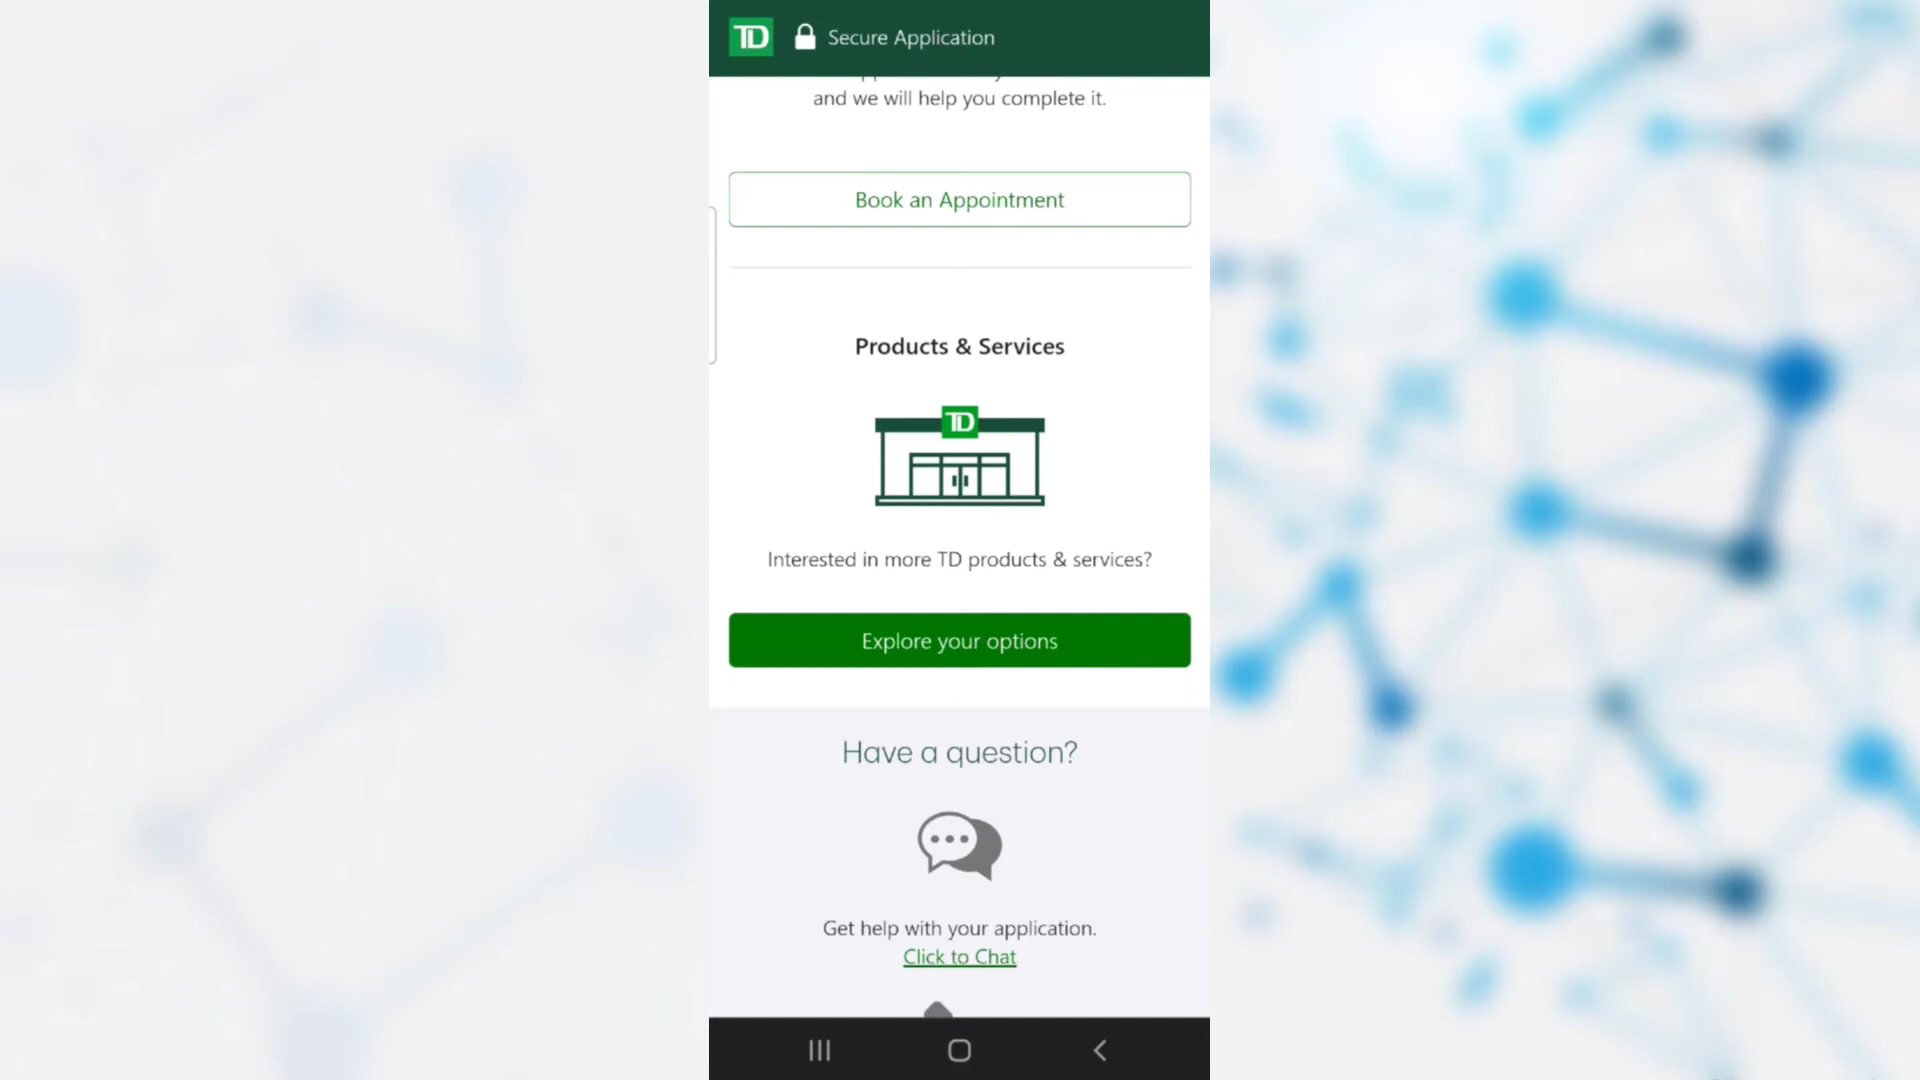 TD Secure Application
and we will help you complete it.
Book an Appointment
Products & Services
TD
Interested in more TD products & services?
Explore your options
Have a question?
Get help with your application.
Click to Chat